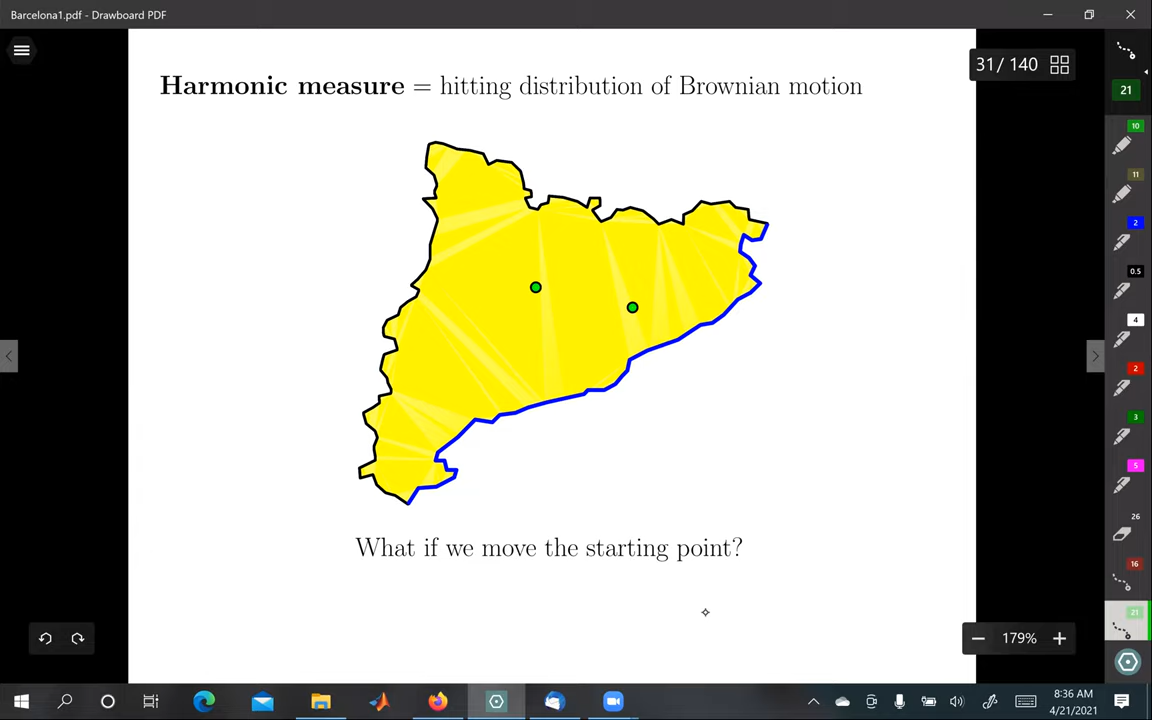 Barcelona1.pdf - Drawboard PDF
31 / 140
Harmonic measure = hitting distribution of Brownian motion
What if we move the starting point?
21
10
11
2
0.5
4
2
3
5
26
16
21
179%
8:36 AM
4/21/2021